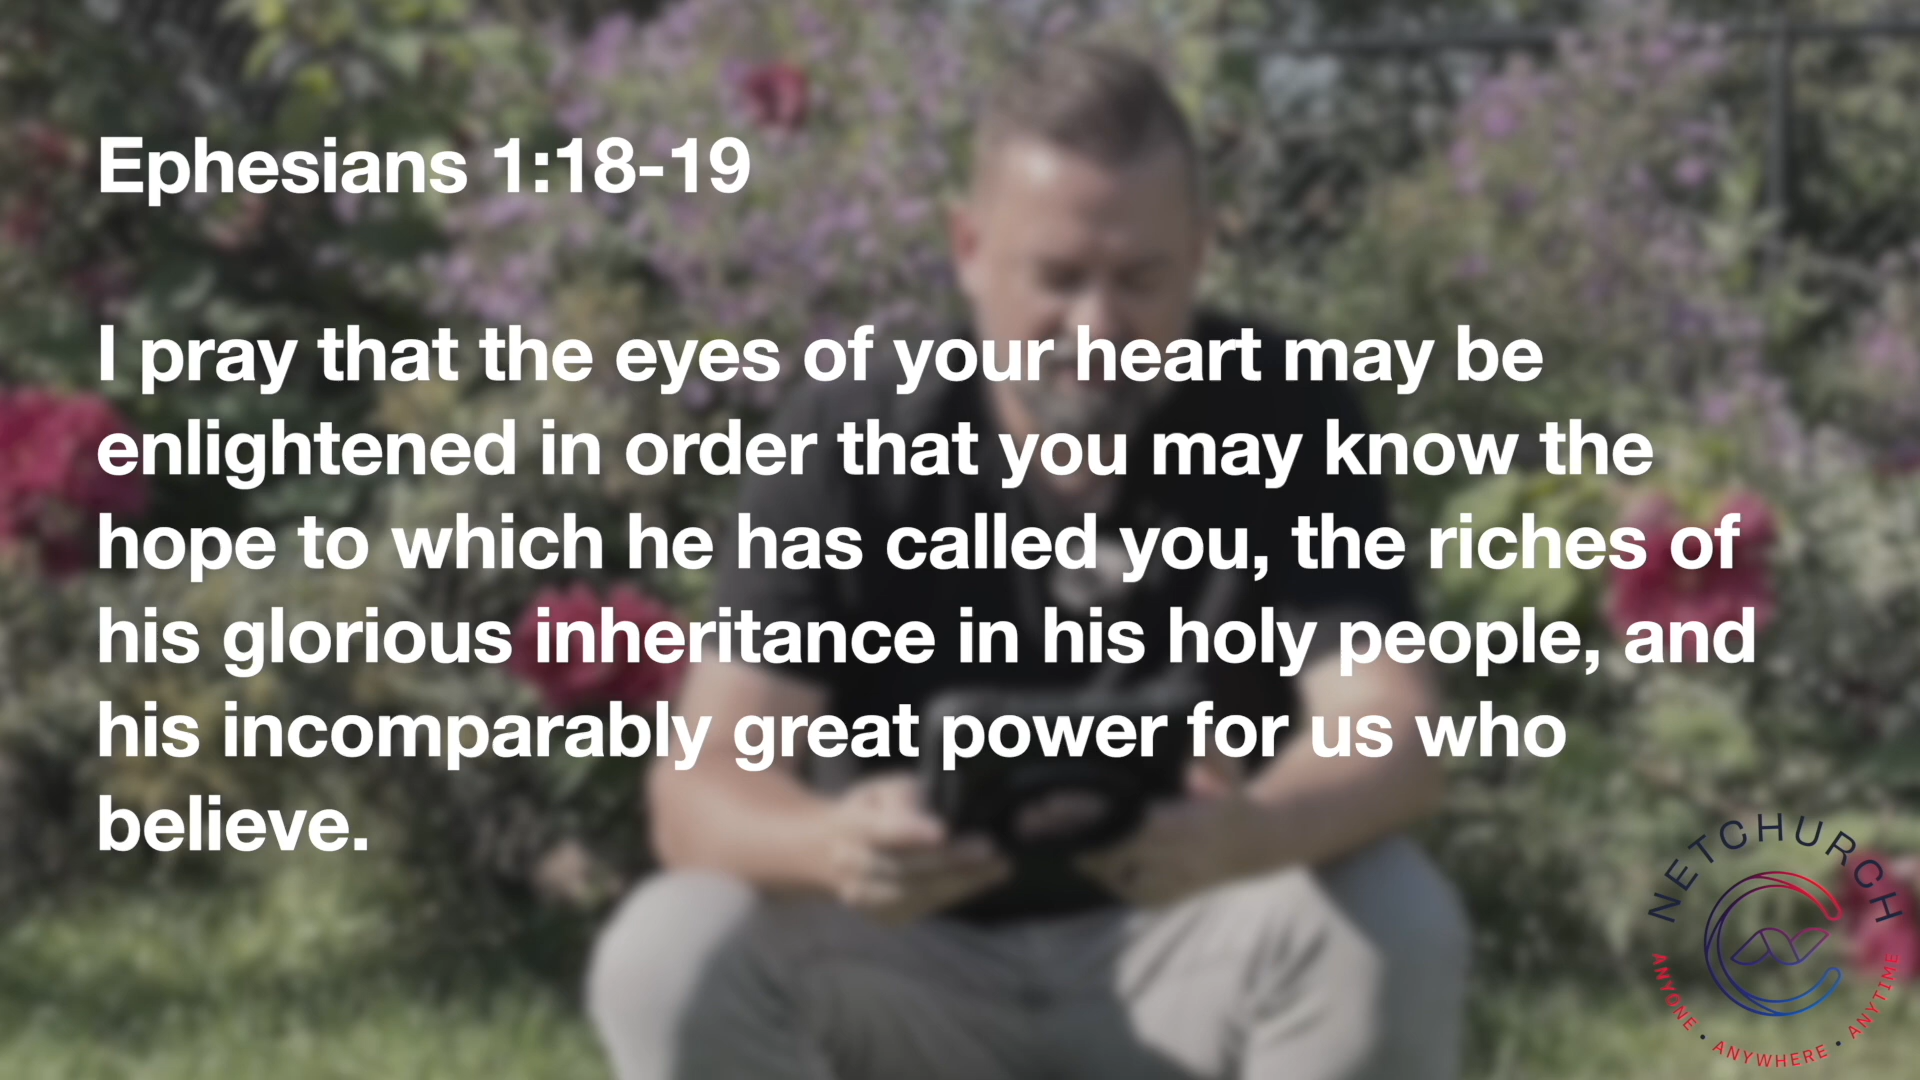 Ephesians 1:18-19
I pray that the eyes of your heart may be
enlightened in order that you may know the
hope to which he has called you, the riches of
his glorious inheritance in his holy people, and
his incomparably great power for us who
believe.
NETCHURCH
ANYONE • ANYWHERE • ANYTIME